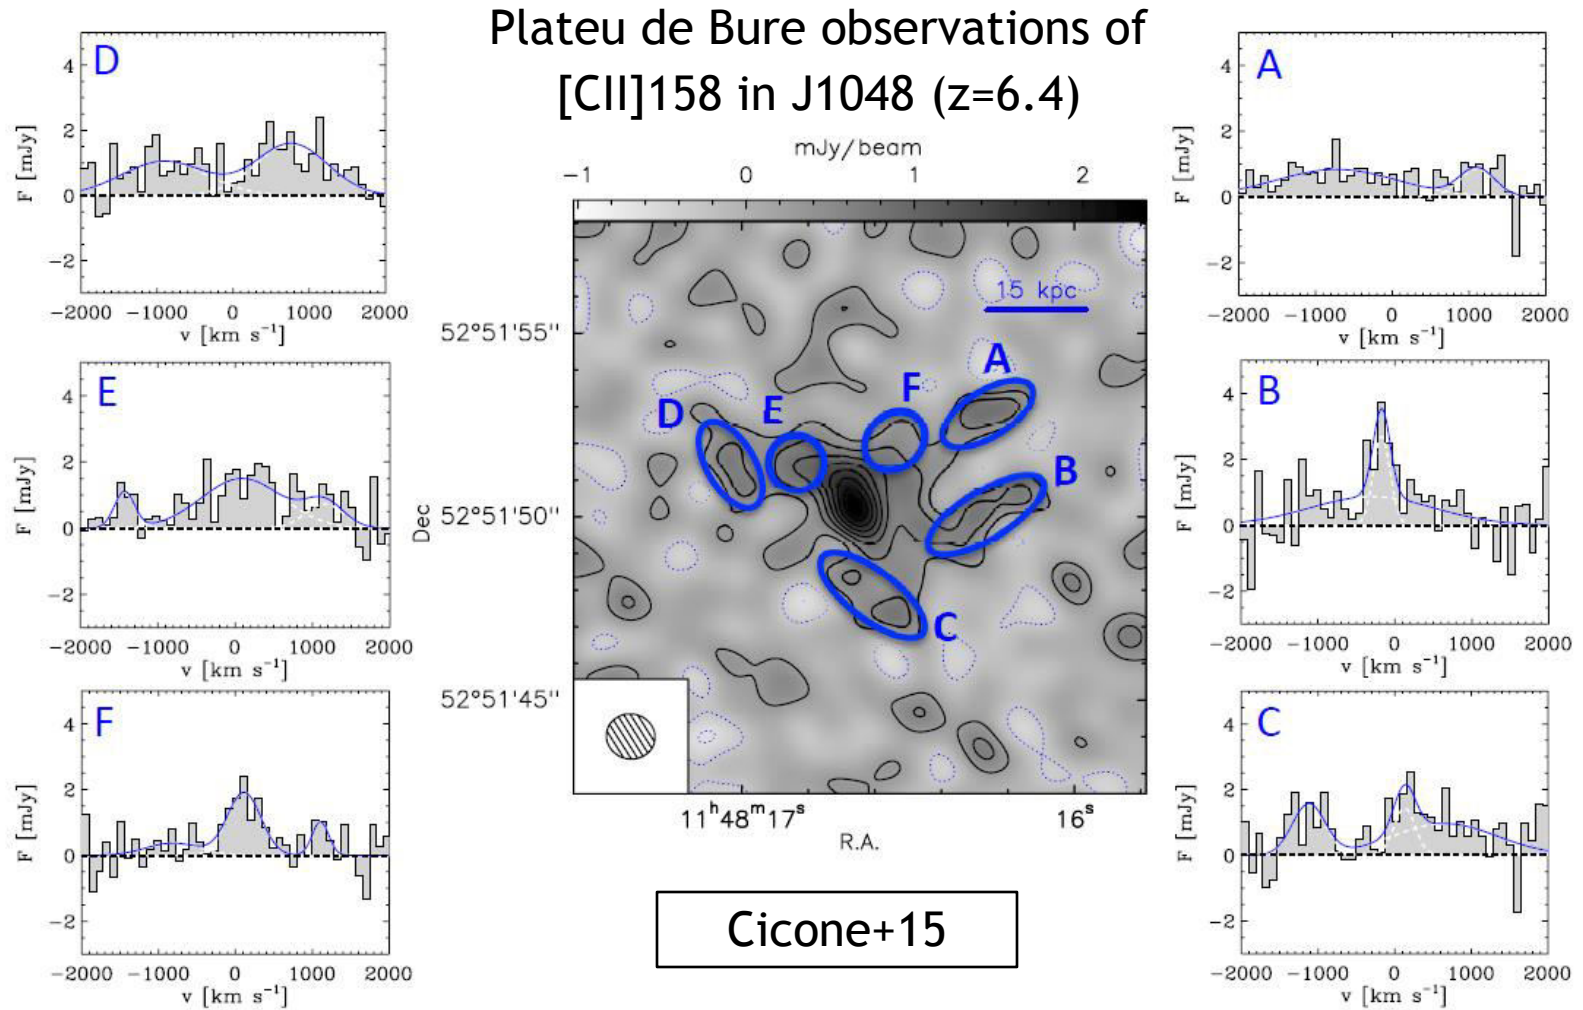 Plateu de Bure observations of
[CII]158 in J1048 (z=6.4)
D
F [mJy]
4
2
0
−2
−2000 −1000 0 1000 2000
v [km s⁻¹]
E
F [mJy]
4
2
0
−2
−2000 −1000 0 1000 2000
v [km s⁻¹]
F
F [mJy]
4
2
0
−2
−2000 −1000 0 1000 2000
v [km s⁻¹]
mJy/beam
−1 0 1 2
15 kpc
A
F
E
D
B
C
52°51'55"
52°51'50"
52°51'45"
Dec
11ʰ48ᵐ17ˢ 16ˢ
R.A.
Cicone+15
A
F [mJy]
4
2
0
−2
−2000 −1000 0 1000 2000
v [km s⁻¹]
B
F [mJy]
4
2
0
−2
−2000 −1000 0 1000 2000
v [km s⁻¹]
C
F [mJy]
4
2
0
−2
−2000 −1000 0 1000 2000
v [km s⁻¹]